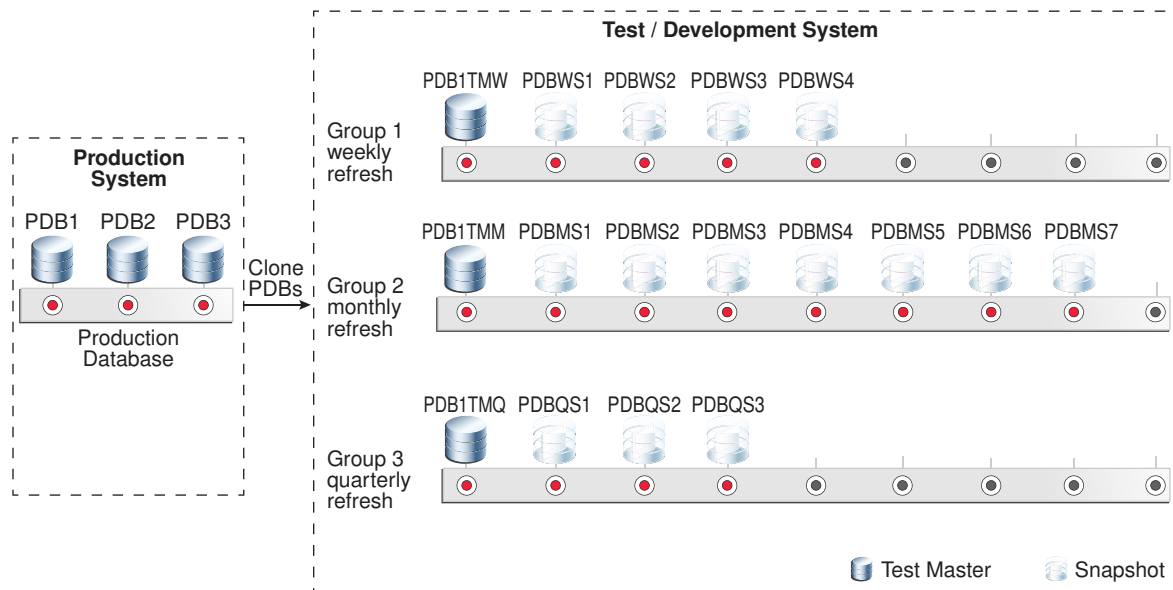 Test / Development System
PDB1TMW PDBWS1 PDBWS2 PDBWS3 PDBWS4
Group 1
weekly
refresh
Production
System
PDB1 PDB2 PDB3
Production
Database
Clone
PDBs
PDB1TMM PDBMS1 PDBMS2 PDBMS3 PDBMS4 PDBMS5 PDBMS6 PDBMS7
Group 2
monthly
refresh
PDB1TMQ PDBQS1 PDBQS2 PDBQS3
Group 3
quarterly
refresh
Test Master
Snapshot